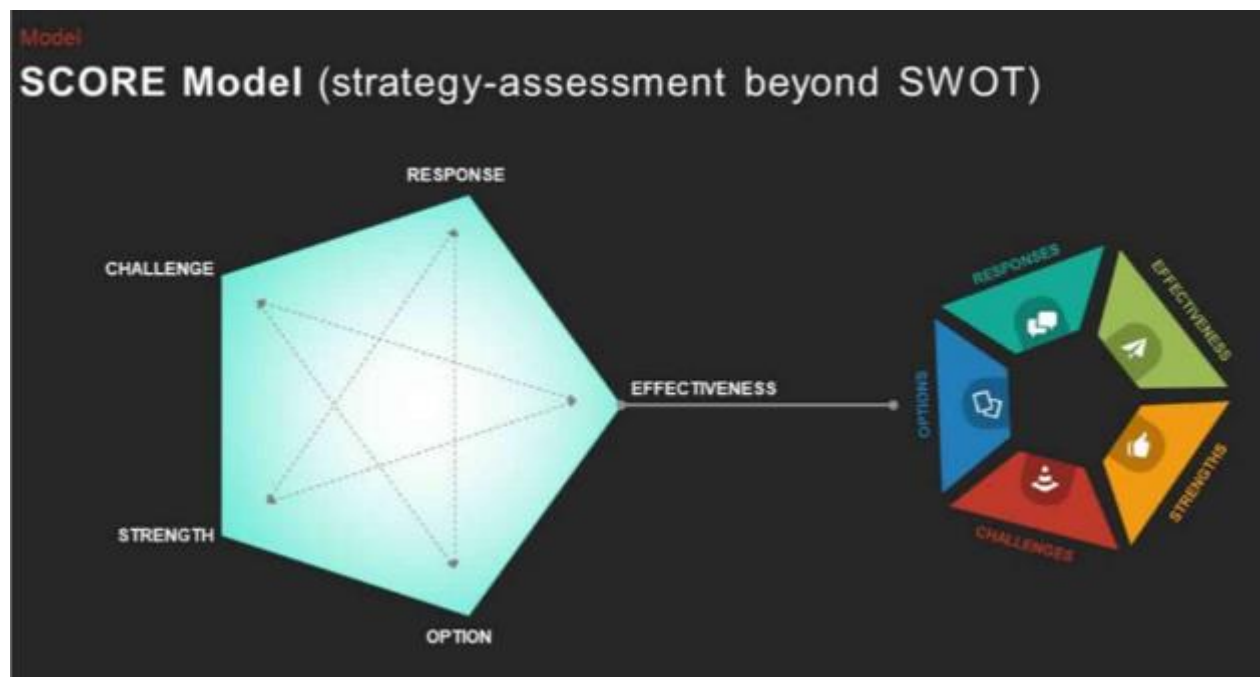 Model
SCORE Model (strategy-assessment beyond SWOT)
RESPONSE
CHALLENGE
EFFECTIVENESS
STRENGTH
OPTION
RESPONSES
EFFECTIVENESS
OPTIONS
STRENGTHS
CHALLENGES